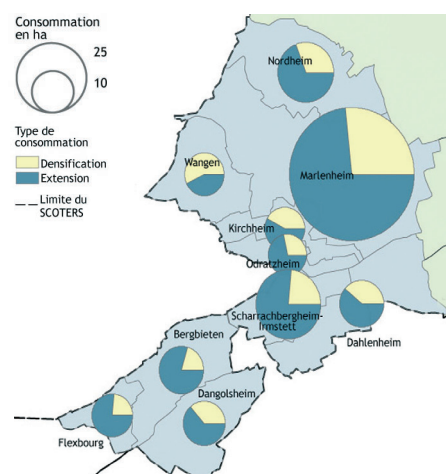 Consommation
en ha
25
10
Type de
consommation
Densification
Extension
Limite du
SCOTERS
Nordheim
Wangen
Marlenheim
Kirchheim
Odratzheim
Scharrachbergheim-
Irmstett
Dahlenheim
Bergbieten
Dangolsheim
Flexbourg